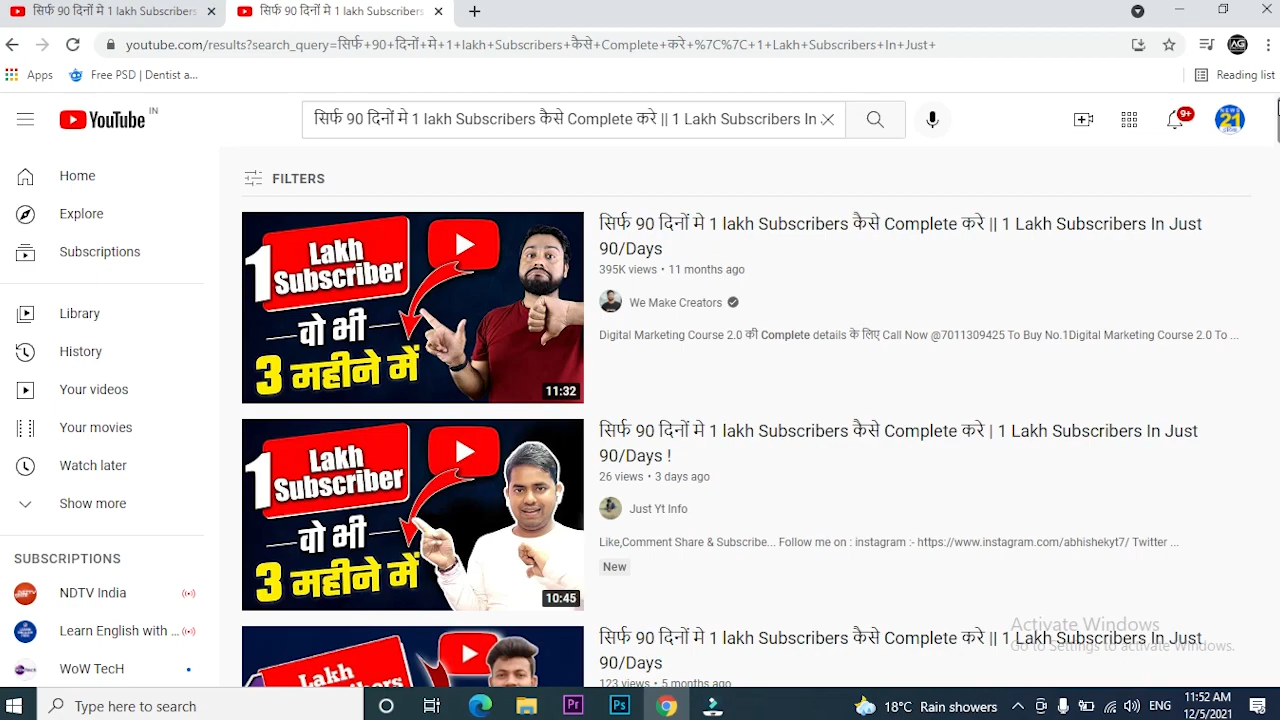 सिर्फ 90 दिनों मे 1 lakh Subscribers
सिर्फ 90 दिनों मे 1 lakh Subscribers
youtube.com/results?search_query=सिर्फ+90+दिनों+मे+1+lakh+Subscribers+कैसे+Complete+करे+%7C%7C+1+Lakh+Subscribers+In+Just+
Apps
Free PSD | Dentist a...
Reading list
YouTube IN
सिर्फ 90 दिनों मे 1 lakh Subscribers कैसे Complete करे || 1 Lakh Subscribers In
9+
NEWS 21
Home
Explore
Subscriptions
Library
History
Your videos
Your movies
Watch later
Show more
SUBSCRIPTIONS
NDTV India
Learn English with ...
WoW TecH
FILTERS
1 Lakh
Subscriber
वो भी
3 महीने में
11:32
सिर्फ 90 दिनों मे 1 lakh Subscribers कैसे Complete करे || 1 Lakh Subscribers In Just
90/Days
395K views • 11 months ago
We Make Creators
Digital Marketing Course 2.0 की Complete details के लिए Call Now @7011309425 To Buy No.1Digital Marketing Course 2.0 To ...
1 Lakh
Subscriber
वो भी
3 महीने में
10:45
सिर्फ 90 दिनों मे 1 lakh Subscribers कैसे Complete करें | 1 Lakh Subscribers In Just
90/Days !
26 views • 3 days ago
Just Yt Info
Like,Comment Share & Subscribe... Follow me on : instagram :- https://www.instagram.com/abhishekyt7/ Twitter ...
New
Lakh
सिर्फ 90 दिनों मे 1 lakh Subscribers कैसे Complete करे || 1 Lakh Subscribers In Just
90/Days
123 views • 5 months ago
Activate Windows
Go to Settings to activate Windows.
Type here to search
Pr
Ps
18°C Rain showers
ENG
11:52 AM
12/5/2021